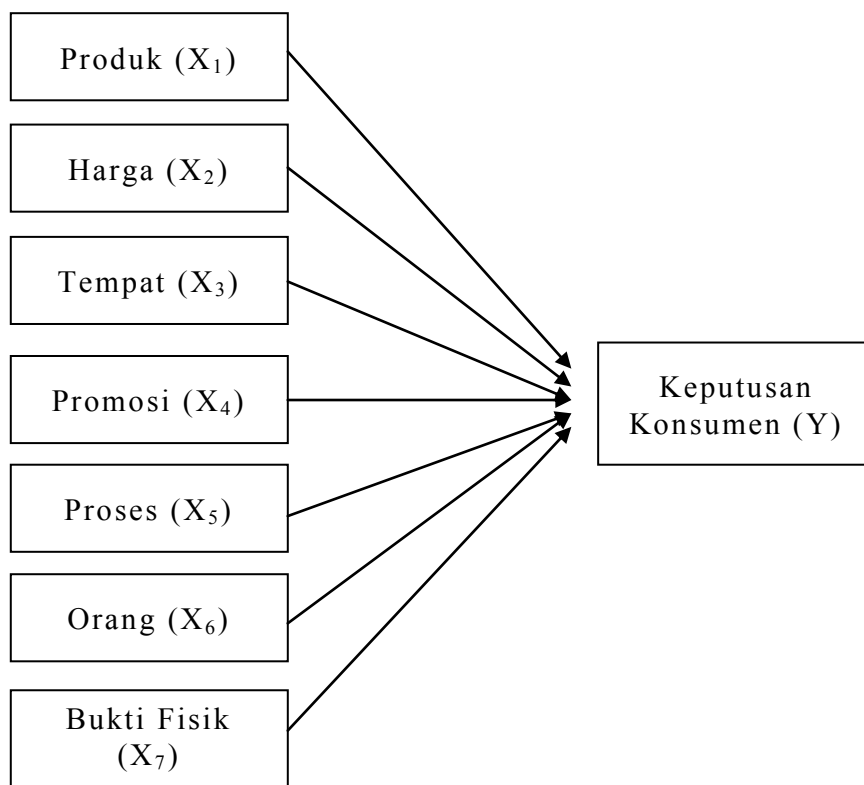 Produk (X₁)
Harga (X₂)
Tempat (X₃)
Promosi (X₄)
Proses (X₅)
Orang (X₆)
Bukti Fisik
(X₇)
Keputusan
Konsumen (Y)